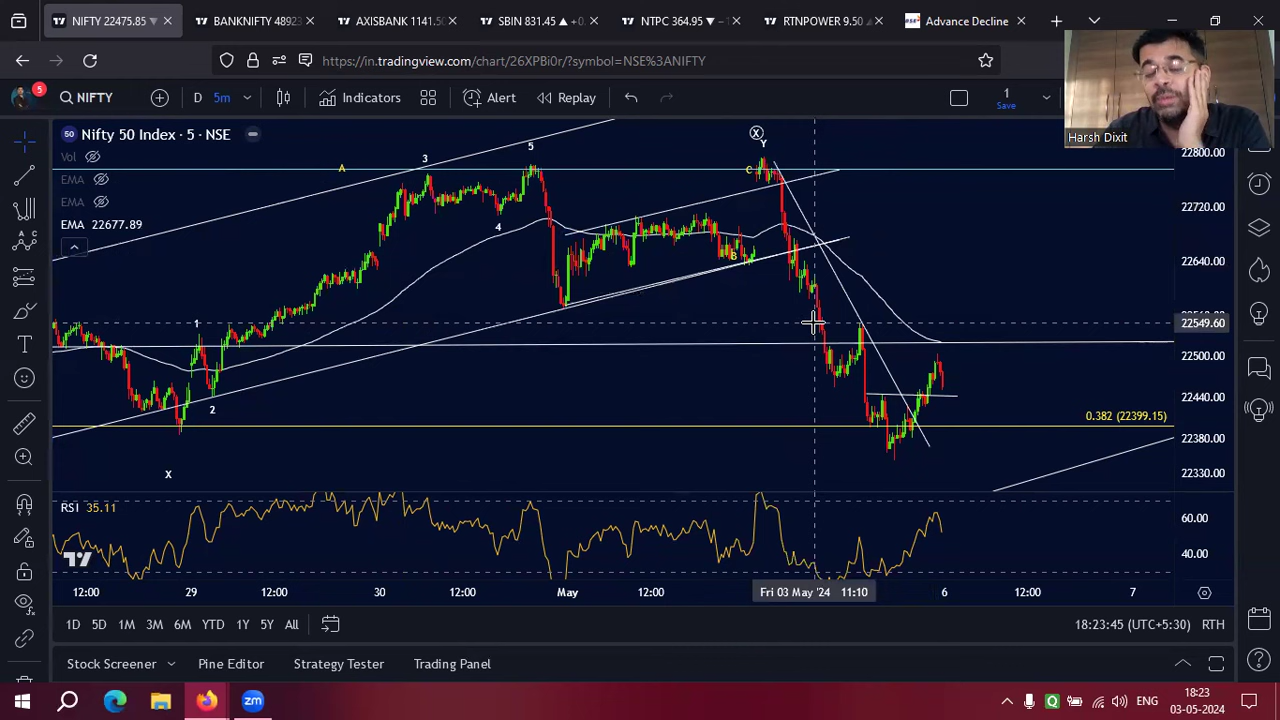 NIFTY 22475.85 ▼
BANKNIFTY 48923
AXISBANK 1141.50
SBIN 831.45 ▲ +0.
NTPC 364.95 ▼ −1
RTNPOWER 9.50 ▲
Advance Decline
https://in.tradingview.com/chart/26XPBi0r/?symbol=NSE%3ANIFTY
5
NIFTY
D
5m
Indicators
Alert
Replay
1
Save
Harsh Dixit
50
Nifty 50 Index · 5 · NSE
Vol
EMA
EMA
EMA 22677.89
A
3
5
4
1
2
X
B
C
X
Y
22800.00
22720.00
22640.00
22549.60
22500.00
22440.00
0.382 (22399.15)
22380.00
22330.00
RSI 35.11
60.00
40.00
12:00
29
12:00
30
12:00
May
12:00
Fri 03 May '24 11:10
6
12:00
7
1D
5D
1M
3M
6M
YTD
1Y
5Y
All
18:23:45 (UTC+5:30)
RTH
Stock Screener
Pine Editor
Strategy Tester
Trading Panel
zm
ENG
18:23
03-05-2024